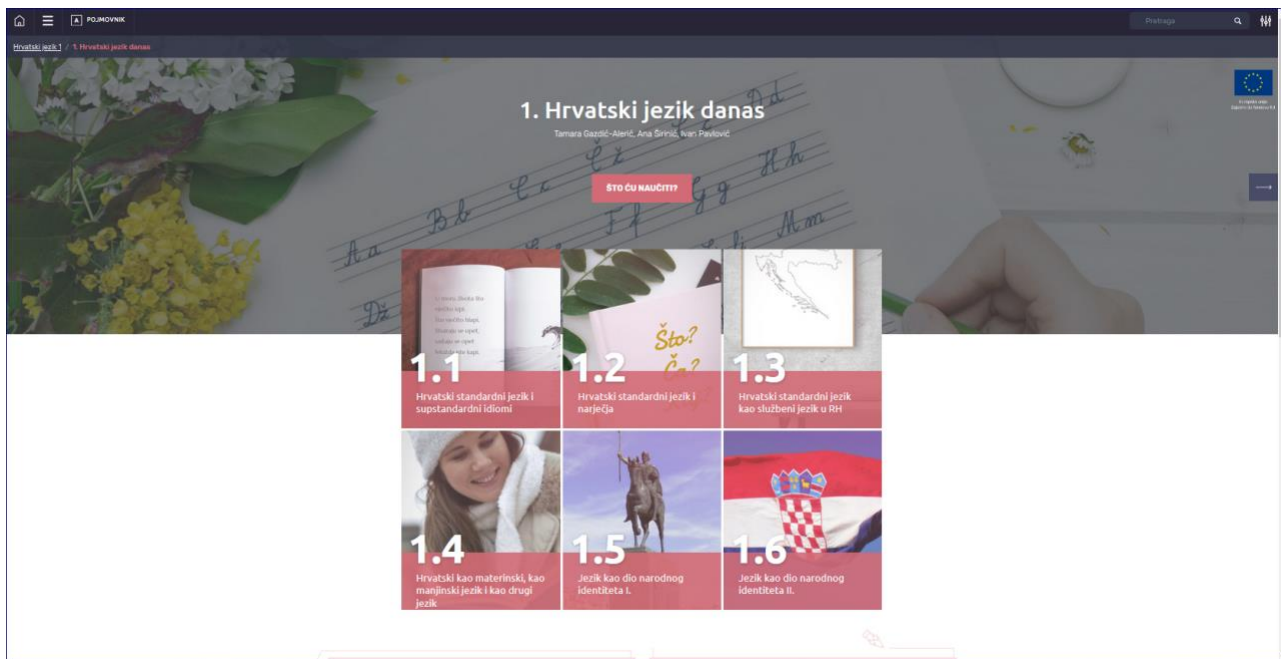 A POJMOVNIK
Pretraga
Hrvatski jezik 1 / 1. Hrvatski jezik danas
1. Hrvatski jezik danas
Tamara Gazdić-Alerić, Ana Širinić, Ivan Pavlović
ŠTO ĆU NAUČITI?
Č č
D d
C c
H h
B b
F f
G g
A a
M m
Dž
Što?
Ča?
1.1
Hrvatski standardni jezik i
supstandardni idiomi
1.2
Hrvatski standardni jezik i
narječja
1.3
Hrvatski standardni jezik
kao službeni jezik u RH
1.4
Hrvatski kao materinski, kao
manjinski jezik i kao drugi
jezik
1.5
Jezik kao dio narodnog
identiteta I.
1.6
Jezik kao dio narodnog
identiteta II.